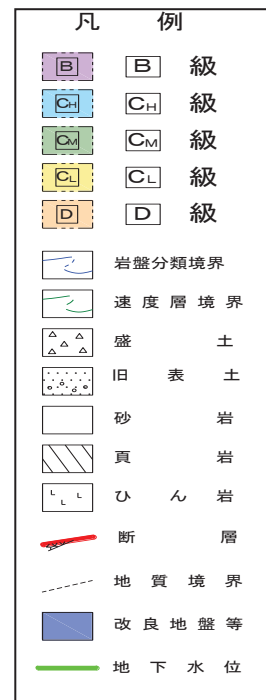 凡 例
B B 級
CH CH 級
CM CM 級
CL CL 級
D D 級
岩盤分類境界
速度層境界
盛 土
旧 表 土
砂 岩
頁 岩
ひ ん 岩
断 層
地 質 境 界
改 良 地 盤 等
地 下 水 位